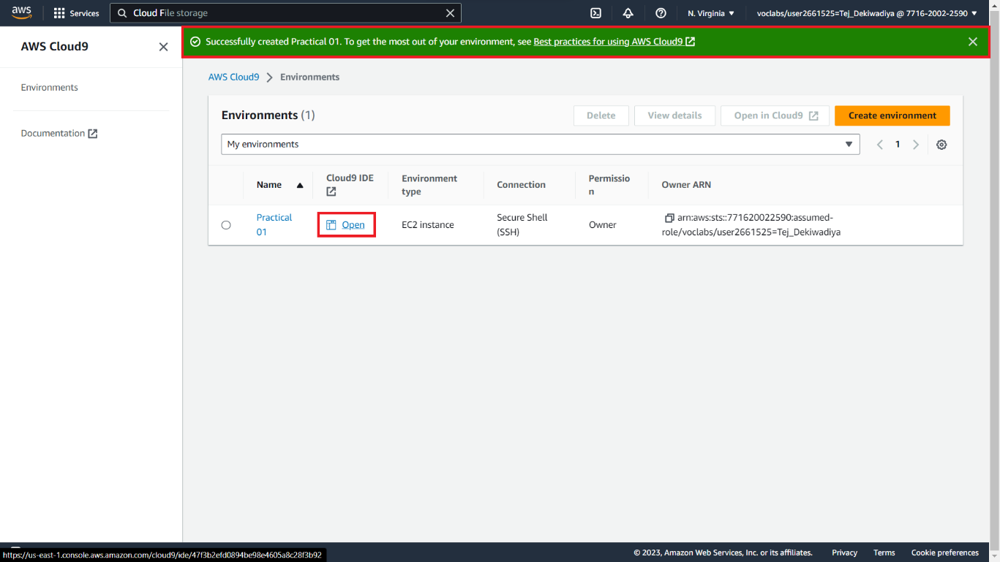 aws
Services
Cloud File storage
N. Virginia
voclabs/user2661525=Tej_Dekiwadiya @ 7716-2002-2590
AWS Cloud9
Environments
Documentation
Successfully created Practical 01. To get the most out of your environment, see Best practices for using AWS Cloud9
AWS Cloud9
Environments
Environments (1)
Delete
View details
Open in Cloud9
Create environment
My environments
1
Name
Cloud9 IDE
Environment
type
Connection
Permissio
n
Owner ARN
Practical
01
Open
EC2 instance
Secure Shell
(SSH)
Owner
arn:aws:sts::771620022590:assumed-
role/voclabs/user2661525=Tej_Dekiwadiya
https://us-east-1.console.aws.amazon.com/cloud9/ide/47f3b2efd0894be98e4605a8c28f3b92
© 2023, Amazon Web Services, Inc. or its affiliates.
Privacy
Terms
Cookie preferences